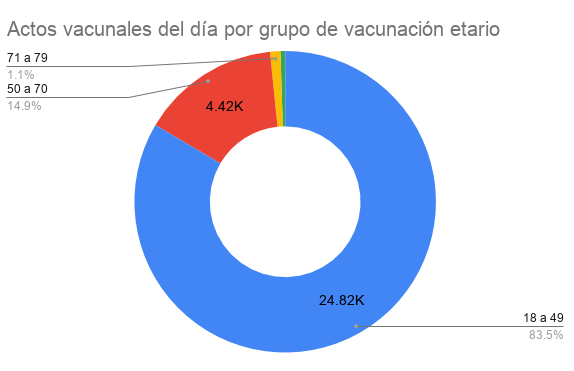 Actos vacunales del día por grupo de vacunación etario
71 a 79
1.1%
50 a 70
14.9%
4.42K
24.82K
18 a 49
83.5%